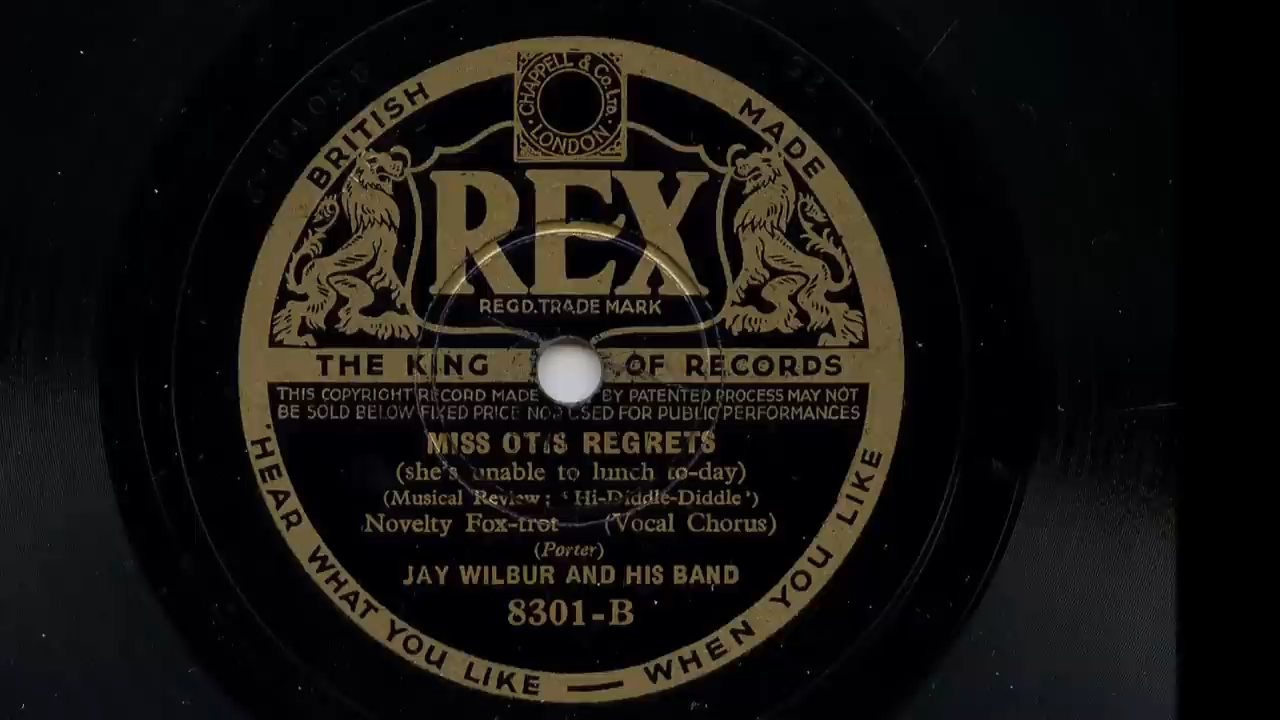 CHAPPELL & Co. LTD.
LONDON
BRITISH MADE
REX
REGD. TRADE MARK
THE KING OF RECORDS
THIS COPYRIGHT RECORD MADE BY PATENTED PROCESS MAY NOT
BE SOLD BELOW FIXED PRICE NOR USED FOR PUBLIC PERFORMANCES
MISS OTIS REGRETS
(she's unable to lunch to-day)
(Musical Review: 'Hi-Diddle-Diddle')
Novelty Fox-trot (Vocal Chorus)
(Porter)
JAY WILBUR AND HIS BAND
8301-B
'HEAR WHAT YOU LIKE — WHEN YOU LIKE